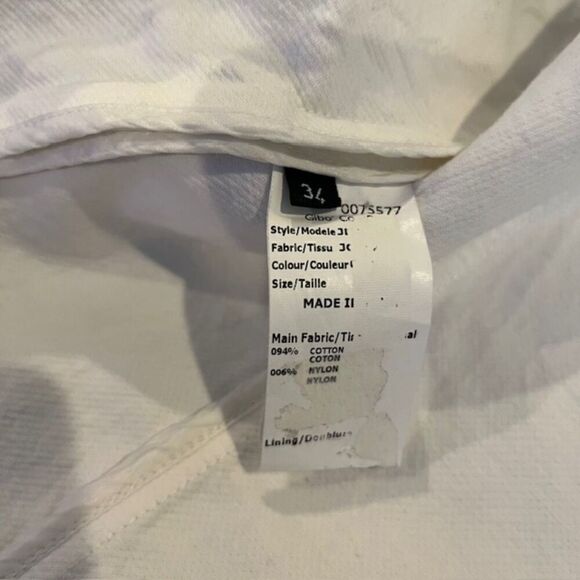 34
0075577
Style/Modele
Fabric/Tissu
Colour/Couleur
Size/Taille
MADE
Main Fabric/
094% COTTON
COTON
006% NYLON
NYLON
Lining/Doublure